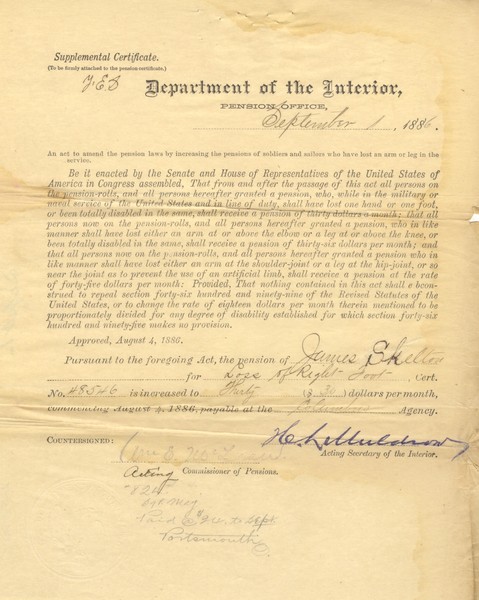 Supplemental Certificate.
(To be firmly attached to the pension certificate.)
Department of the Interior,
PENSION OFFICE,
September 1, 1886.
An act to amend the pension laws by increasing the pensions of soldiers and sailors who have lost an arm or leg in the
service.
Be it enacted by the Senate and House of Representatives of the United States of
America in Congress assembled, That from and after the passage of this act all persons on
the pension-rolls, and all persons hereafter granted a pension, who, while in the military or
naval service of the United States and in line of duty, shall have lost one hand or one foot,
or been totally disabled in the same, shall receive a pension of thirty dollars a month; that all
persons now on the pension-rolls, and all persons hereafter granted a pension, who in like
manner shall have lost either an arm at or above the elbow or a leg at or above the knee, or
been totally disabled in the same, shall receive a pension of thirty-six dollars per month; and
that all persons now on the pension-rolls, and all persons hereafter granted a pension who in
like manner shall have lost either an arm at the shoulder-joint or a leg at the hip-joint, or so
near the joint as to prevent the use of an artificial limb, shall receive a pension at the rate
of forty-five dollars per month: Provided, That nothing contained in this act shall e bcon-
strued to repeal section forty-six hundred and ninety-nine of the Revised Statutes of the
United States, or to change the rate of eighteen dollars per month therein mentioned to be
proportionately divided for any degree of disability established for which section forty-six
hundred and ninety-five makes no provision.
Approved, August 4, 1886.
Pursuant to the foregoing Act, the pension of James Skelton
for Loss of Right Foot, Cert.
No. 48546 is increased to Thirty ($ 30) dollars per month,
commencing August 4, 1886, payable at the Columbus Agency.
H L Muldrow
COUNTERSIGNED:
Acting Secretary of the Interior.
Acting Commissioner of Pensions.
Portsmouth O.